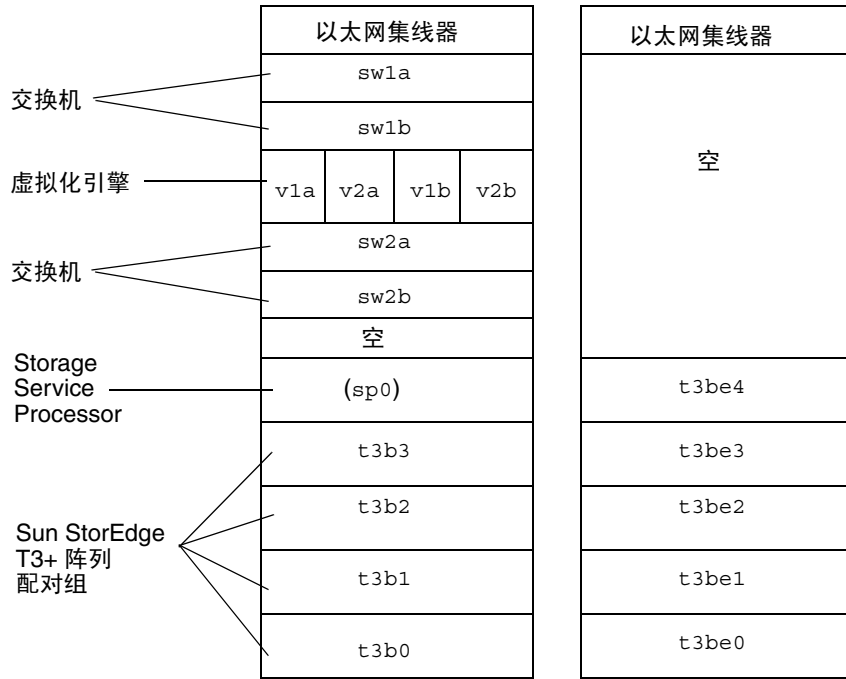 以太网集线器
以太网集线器
交换机
sw1a
sw1b
空
虚拟化引擎
v1a v2a v1b v2b
交换机
sw2a
sw2b
空
Storage
Service
Processor
(sp0)
t3be4
t3b3
t3be3
t3b2
t3be2
Sun StorEdge
T3+ 阵列
配对组
t3b1
t3be1
t3b0
t3be0